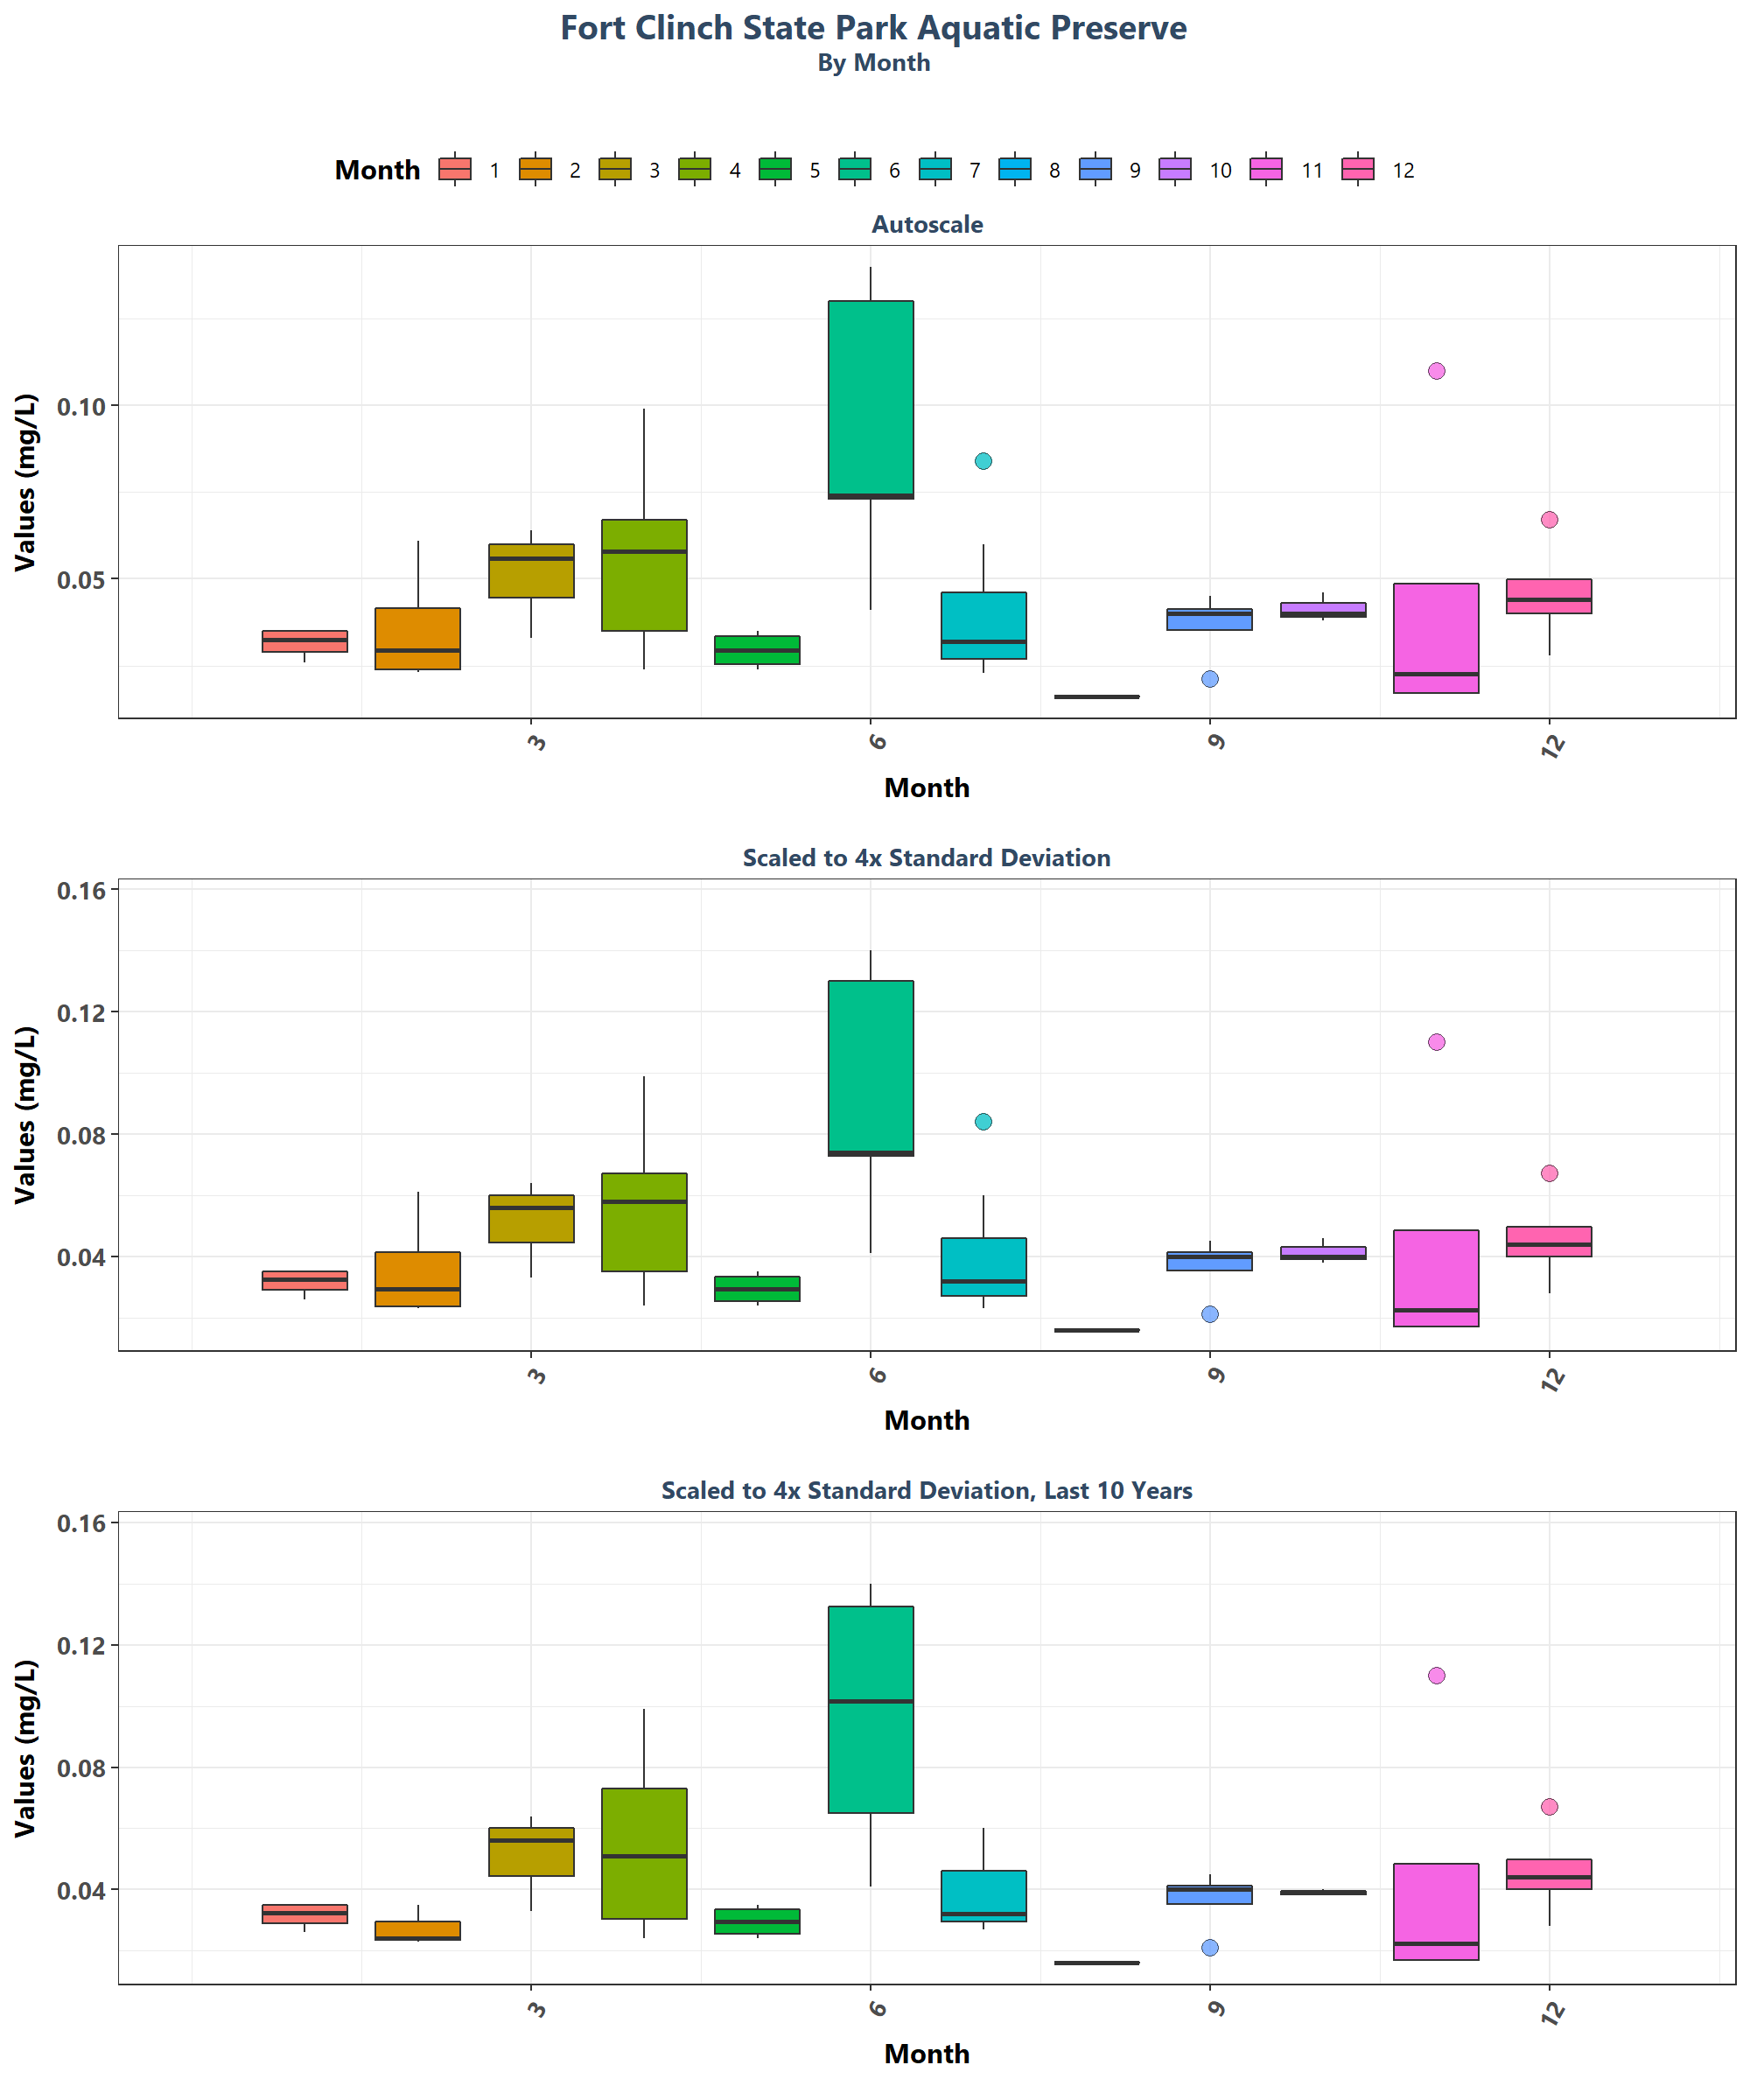 Fort Clinch State Park Aquatic Preserve
By Month
Month 1 2 3 4 5 6 7 8 9 10 11 12
Autoscale
Values (mg/L)
0.10
0.05
3 6 9 12
Month
Scaled to 4x Standard Deviation
Values (mg/L)
0.16
0.12
0.08
0.04
3 6 9 12
Month
Scaled to 4x Standard Deviation, Last 10 Years
Values (mg/L)
0.16
0.12
0.08
0.04
3 6 9 12
Month